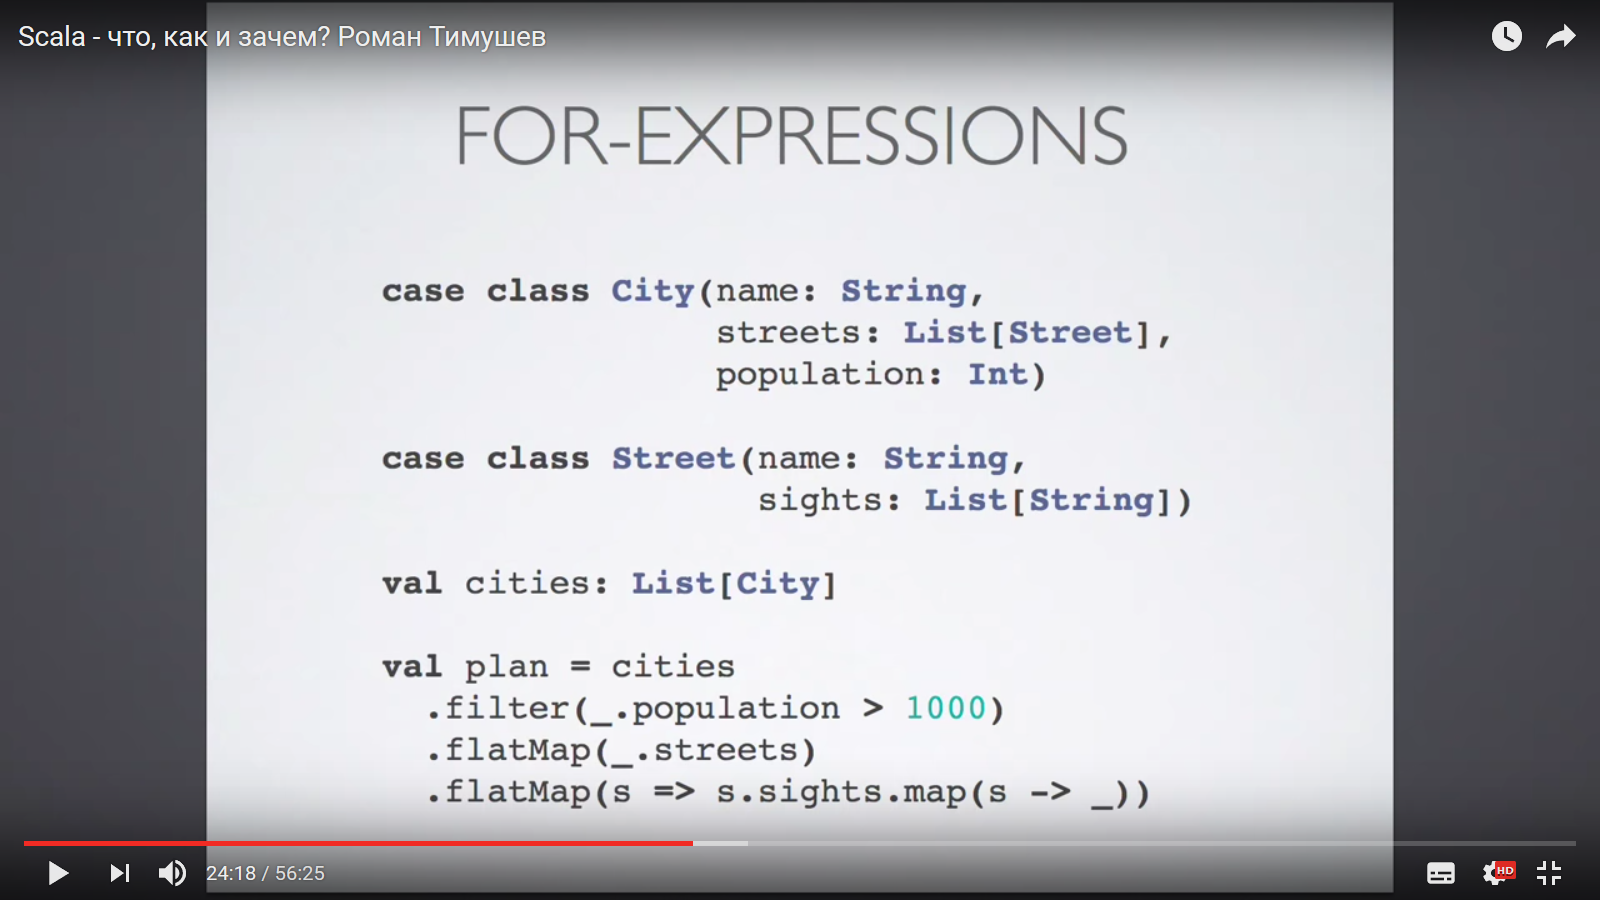 Scala - что, как и зачем? Роман Тимушев
FOR-EXPRESSIONS
case class City(name: String,
streets: List[Street],
population: Int)
case class Street(name: String,
sights: List[String])
val cities: List[City]
val plan = cities
.filter(_.population > 1000)
.flatMap(_.streets)
.flatMap(s => s.sights.map(s -> _))
24:18 / 56:25
HD